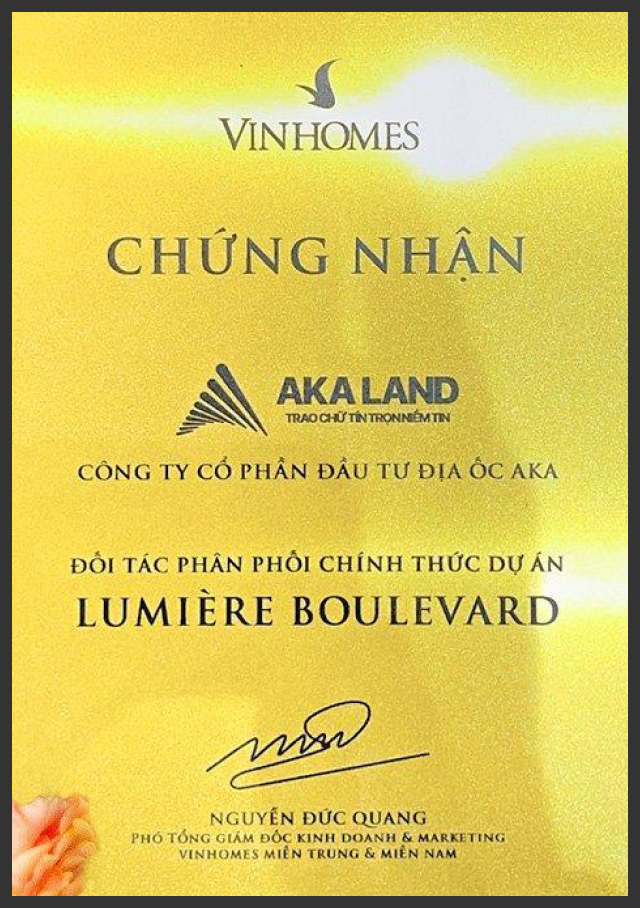 VINHOMES
CHỨNG NHẬN
AKA LAND
TRAO CHỮ TÍN TRỌN NIỀM TIN
CÔNG TY CỔ PHẦN ĐẦU TƯ ĐỊA ỐC AKA
ĐỐI TÁC PHÂN PHỐI CHÍNH THỨC DỰ ÁN
LUMIÈRE BOULEVARD
NGUYỄN ĐỨC QUANG
PHÓ TỔNG GIÁM ĐỐC KINH DOANH & MARKETING
VINHOMES MIỀN TRUNG & MIỀN NAM